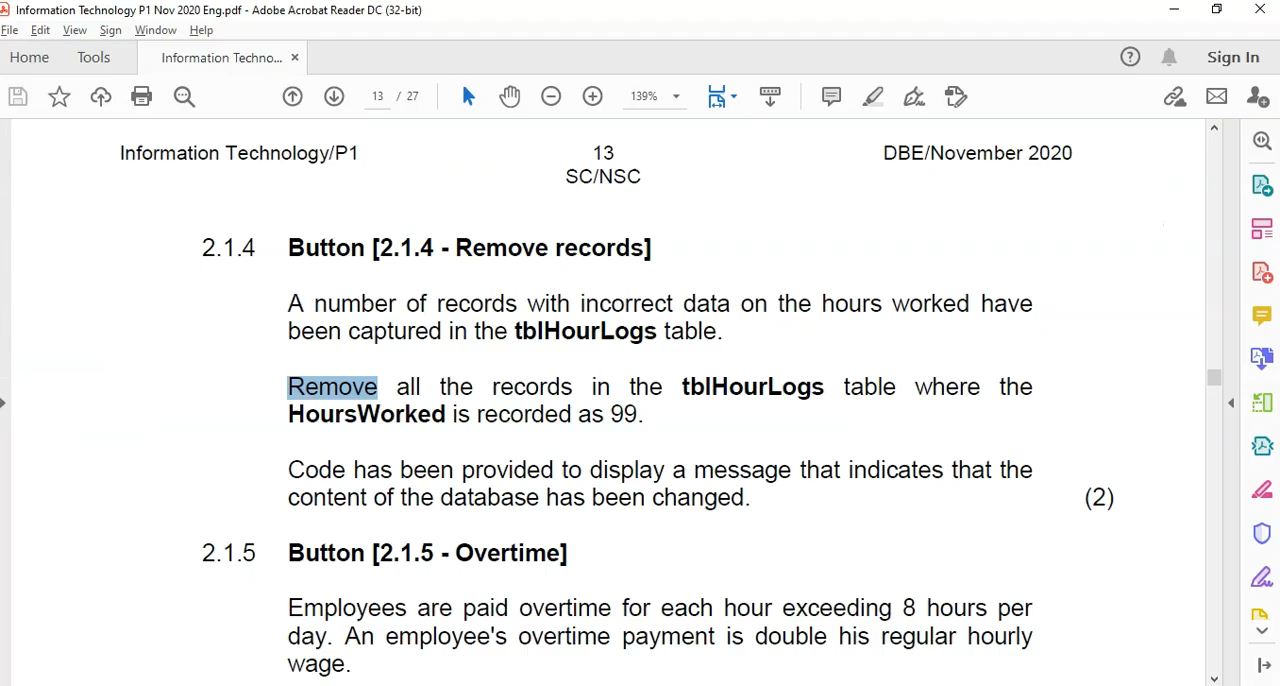 Information Technology P1 Nov 2020 Eng.pdf - Adobe Acrobat Reader DC (32-bit)
File Edit View Sign Window Help
Home Tools Information Techno... × Sign In
13 / 27 139%
Information Technology/P1 13 DBE/November 2020
SC/NSC
2.1.4 Button [2.1.4 - Remove records]
A number of records with incorrect data on the hours worked have
been captured in the tblHourLogs table.
Remove all the records in the tblHourLogs table where the
HoursWorked is recorded as 99.
Code has been provided to display a message that indicates that the
content of the database has been changed. (2)
2.1.5 Button [2.1.5 - Overtime]
Employees are paid overtime for each hour exceeding 8 hours per
day. An employee's overtime payment is double his regular hourly
wage.